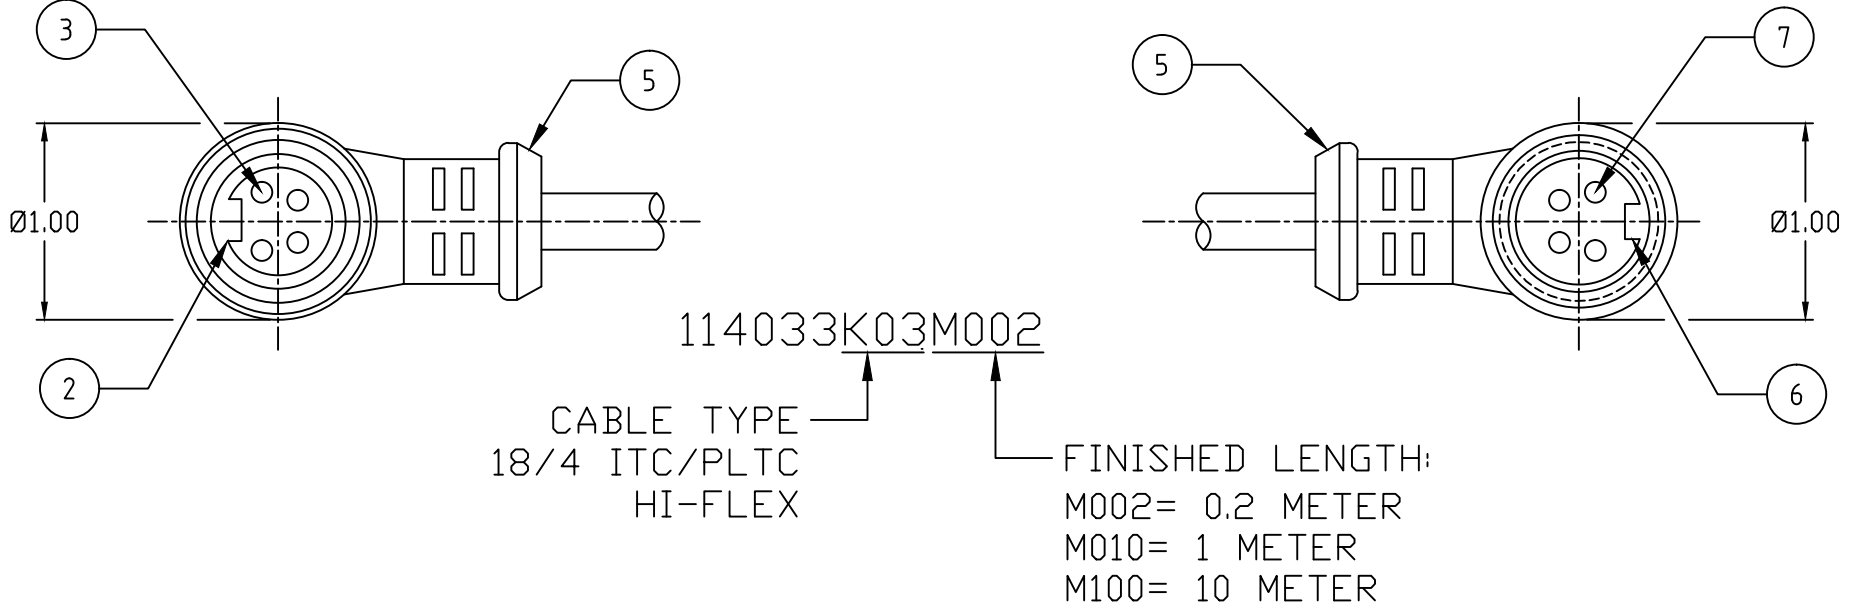 3
5
5
7
Ø1.00
Ø1.00
2
6
114033K03M002
CABLE TYPE
18/4 ITC/PLTC
HI-FLEX
FINISHED LENGTH:
M002= 0.2 METER
M010= 1 METER
M100= 10 METER